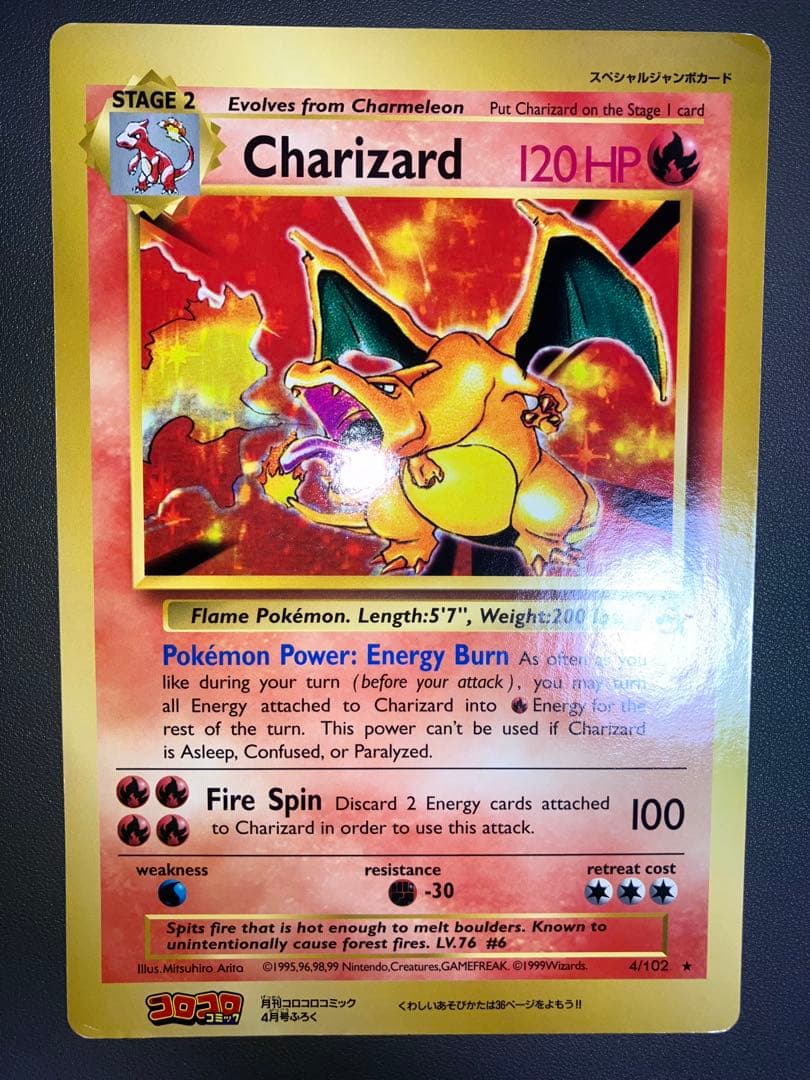 スペシャルジャンボカード
STAGE 2 Evolves from Charmeleon Put Charizard on the Stage 1 card
Charizard 120 HP
Flame Pokémon. Length:5'7", Weight:200 lbs.
Pokémon Power: Energy Burn As often as you
like during your turn (before your attack), you may turn
all Energy attached to Charizard into Energy for the
rest of the turn. This power can't be used if Charizard
is Asleep, Confused, or Paralyzed.
Fire Spin Discard 2 Energy cards attached
to Charizard in order to use this attack.
100
weakness resistance retreat cost
-30
Spits fire that is hot enough to melt boulders. Known to
unintentionally cause forest fires. LV.76 #6
Illus.Mitsuhiro Arita ©1995,96,98,99 Nintendo,Creatures,GAMEFREAK. ©1999Wizards. 4/102 ★
コロコロ
コミック
月刊コロコロコミック
4月号ふろく
くわしいあそびかたは36ページをよもう!!